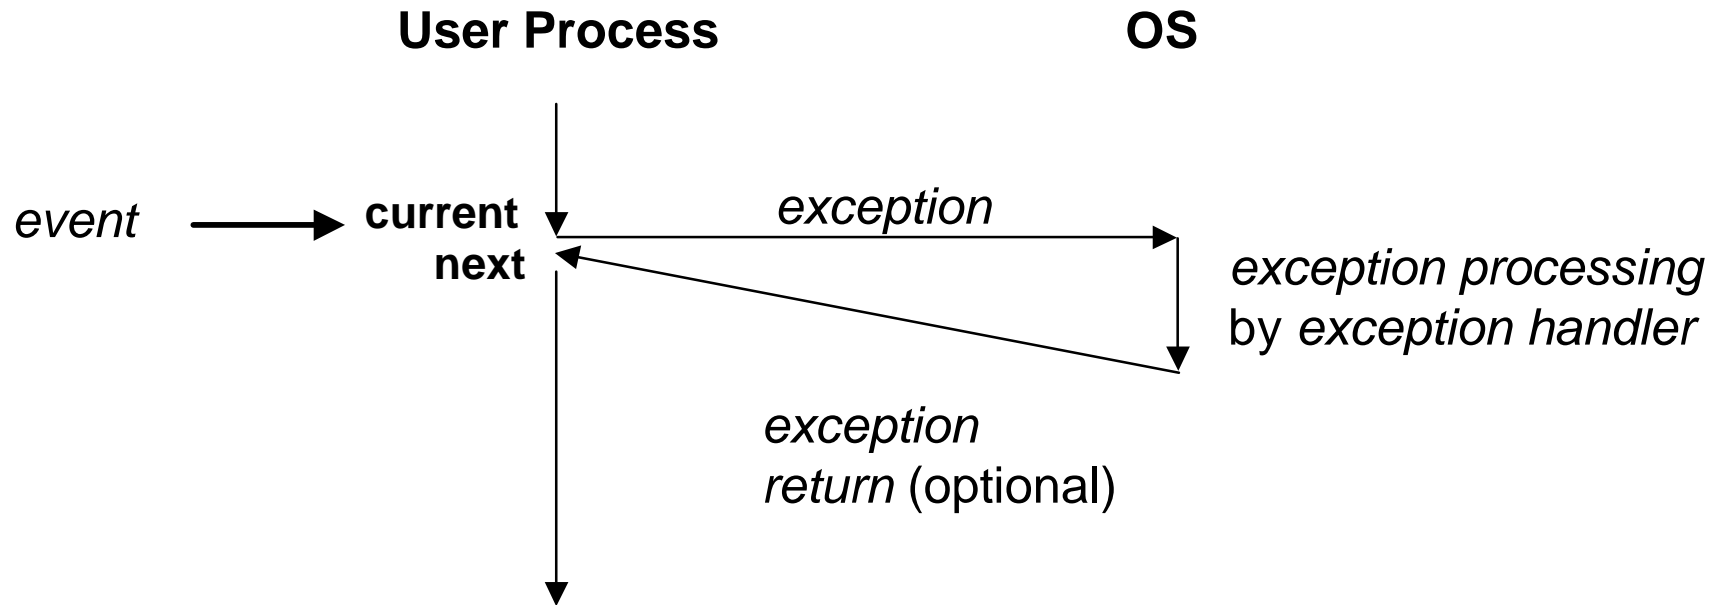 User Process
OS
event
current
next
exception
exception processing
by exception handler
exception
return (optional)